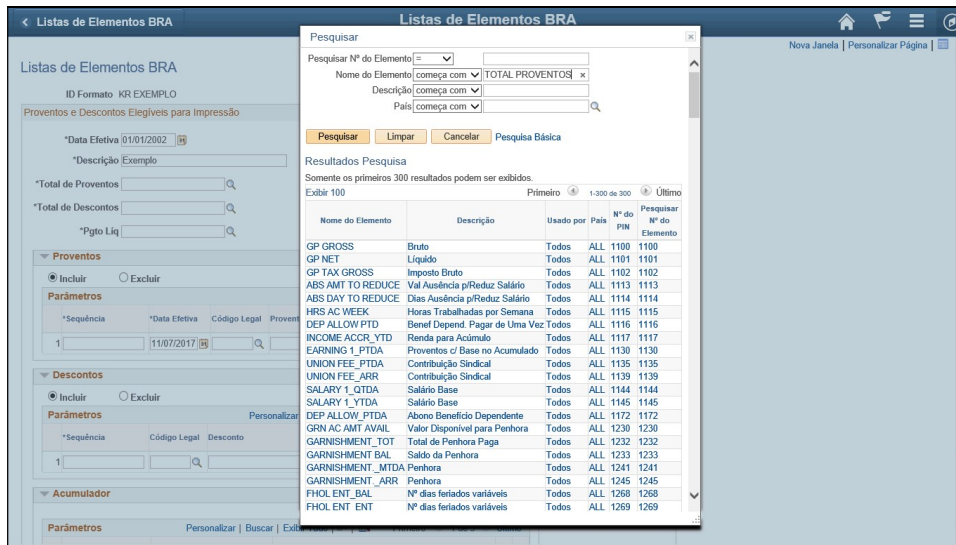 Listas de Elementos BRA
Listas de Elementos BRA
Nova Janela | Personalizar Página |
Listas de Elementos BRA
ID Formato KR EXEMPLO
Proventos e Descontos Elegíveis para Impressão
*Data Efetiva 01/01/2002
*Descrição Exemplo
*Total de Proventos
*Total de Descontos
*Pgto Líq
Proventos
Incluir Excluir
Parâmetros
*Sequência *Data Efetiva Código Legal Provent
1 11/07/2017
Descontos
Incluir Excluir
Parâmetros Personalizar
*Sequência Código Legal Desconto
1
Acumulador
Parâmetros Personalizar | Buscar |
Pesquisar
Pesquisar Nº do Elemento =
Nome do Elemento começa com TOTAL PROVENTOS
Descrição começa com
País começa com
Pesquisar Limpar Cancelar Pesquisa Básica
Resultados Pesquisa
Somente os primeiros 300 resultados podem ser exibidos.
Exibir 100 Primeiro 1-300 de 300 Último
Nome do Elemento Descrição Usado por País Nº do PIN Pesquisar Nº do Elemento
GP GROSS Bruto Todos ALL 1100 1100
GP NET Líquido Todos ALL 1101 1101
GP TAX GROSS Imposto Bruto Todos ALL 1102 1102
ABS AMT TO REDUCE Val Ausência p/Reduz Salário Todos ALL 1113 1113
ABS DAY TO REDUCE Dias Ausência p/Reduz Salário Todos ALL 1114 1114
HRS AC WEEK Horas Trabalhadas por Semana Todos ALL 1115 1115
DEP ALLOW PTD Benef Depend. Pagar de Uma Vez Todos ALL 1116 1116
INCOME ACCR_YTD Renda para Acúmulo Todos ALL 1117 1117
EARNING 1_PTDA Proventos c/ Base no Acumulado Todos ALL 1130 1130
UNION FEE_PTDA Contribuição Sindical Todos ALL 1135 1135
UNION FEE_ARR Contribuição Sindical Todos ALL 1139 1139
SALARY 1_QTDA Salário Base Todos ALL 1144 1144
SALARY 1_YTDA Salário Base Todos ALL 1145 1145
DEP ALLOW_PTDA Abono Benefício Dependente Todos ALL 1172 1172
GRN AC AMT AVAIL Valor Disponível para Penhora Todos ALL 1230 1230
GARNISHMENT_TOT Total de Penhora Paga Todos ALL 1232 1232
GARNISHMENT BAL Saldo da Penhora Todos ALL 1233 1233
GARNISHMENT._MTDA Penhora Todos ALL 1241 1241
GARNISHMENT._ARR Penhora Todos ALL 1245 1245
FHOL ENT_BAL Nº dias feriados variáveis Todos ALL 1268 1268
FHOL ENT_ENT Nº dias feriados variáveis Todos ALL 1269 1269